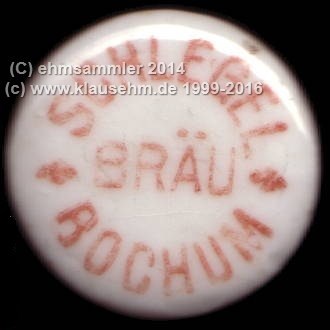 (C) ehmsammler 2014
(c) www.klausehm.de 1999-2016
SCHLEGEL
BRÄU
BOCHUM